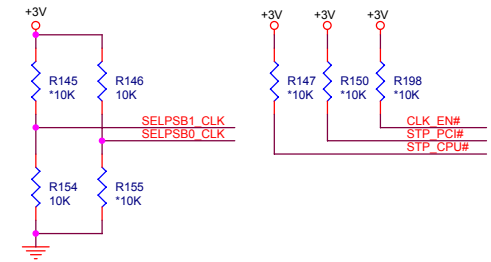 +3V
+3V
+3V
+3V
R145
*10K
R146
10K
R147
*10K
R150
*10K
R198
*10K
SELPSB1_CLK
SELPSB0_CLK
CLK_EN#
STP_PCI#
STP_CPU#
R154
10K
R155
*10K